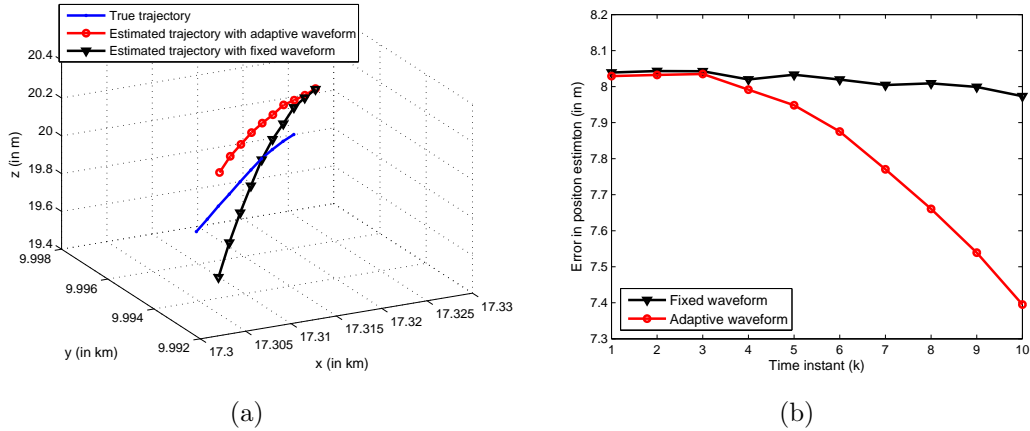 True trajectory
Estimated trajectory with adaptive waveform
Estimated trajectory with fixed waveform
20.4
20.2
20
19.8
19.6
19.4
z (in m)
9.998
9.996
9.994
9.992
y (in km)
17.3
17.305
17.31
17.315
17.32
17.325
17.33
x (in km)
(a)
8.2
8.1
8
7.9
7.8
7.7
7.6
7.5
7.4
7.3
Error in positon estimton (in m)
Fixed waveform
Adaptive waveform
1 2 3 4 5 6 7 8 9 10
Time instant (k)
(b)